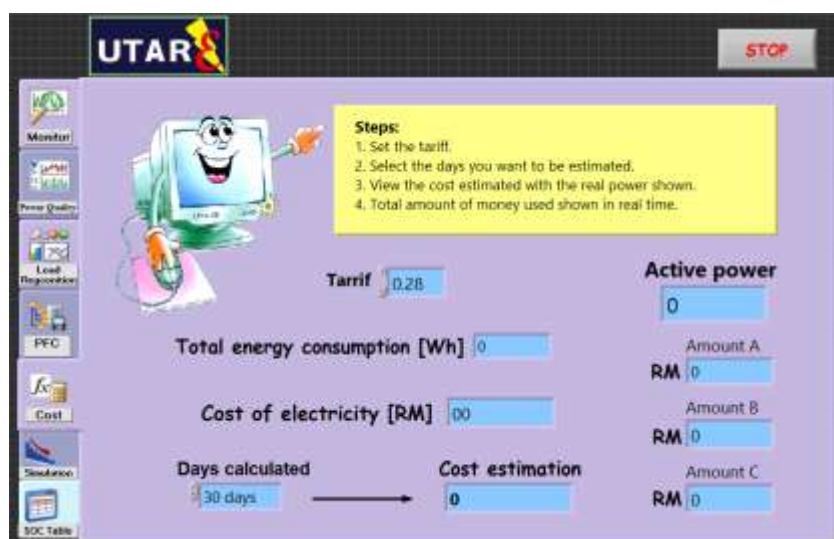 UTAR
STOP
Monitor
Power Quality
Load
Regconition
PFC
Cost
Simulation
SOC Table
Steps:
1. Set the tariff.
2. Select the days you want to be estimated.
3. View the cost estimated with the real power shown.
4. Total amount of money used shown in real time.
Tarrif 0.28
Active power
0
Total energy consumption [Wh] 0
Amount A
RM 0
Cost of electricity [RM] 00
Amount B
RM 0
Days calculated
30 days
Cost estimation
0
Amount C
RM 0